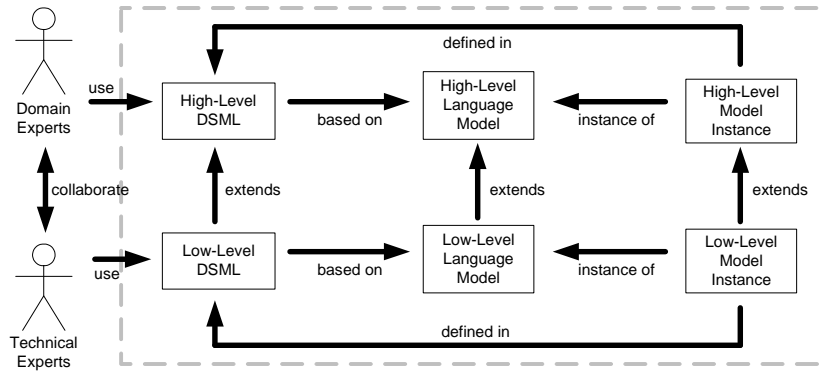 defined in
use
High-Level
DSML
based on
High-Level
Language
Model
instance of
High-Level
Model
Instance
Domain
Experts
collaborate
extends
extends
extends
use
Low-Level
DSML
based on
Low-Level
Language
Model
instance of
Low-Level
Model
Instance
defined in
Technical
Experts